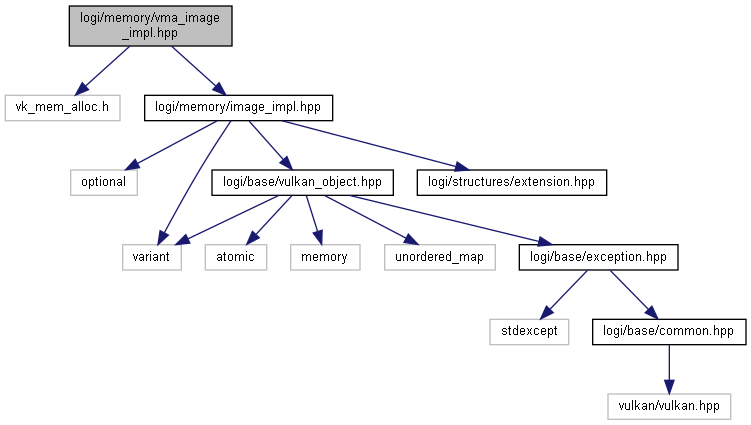 logi/memory/vma_image
_impl.hpp
vk_mem_alloc.h
logi/memory/image_impl.hpp
optional
logi/base/vulkan_object.hpp
logi/structures/extension.hpp
variant
atomic
memory
unordered_map
logi/base/exception.hpp
stdexcept
logi/base/common.hpp
vulkan/vulkan.hpp